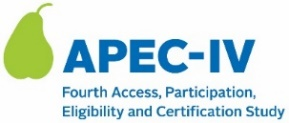 APEC-IV
Fourth Access, Participation,
Eligibility and Certification Study